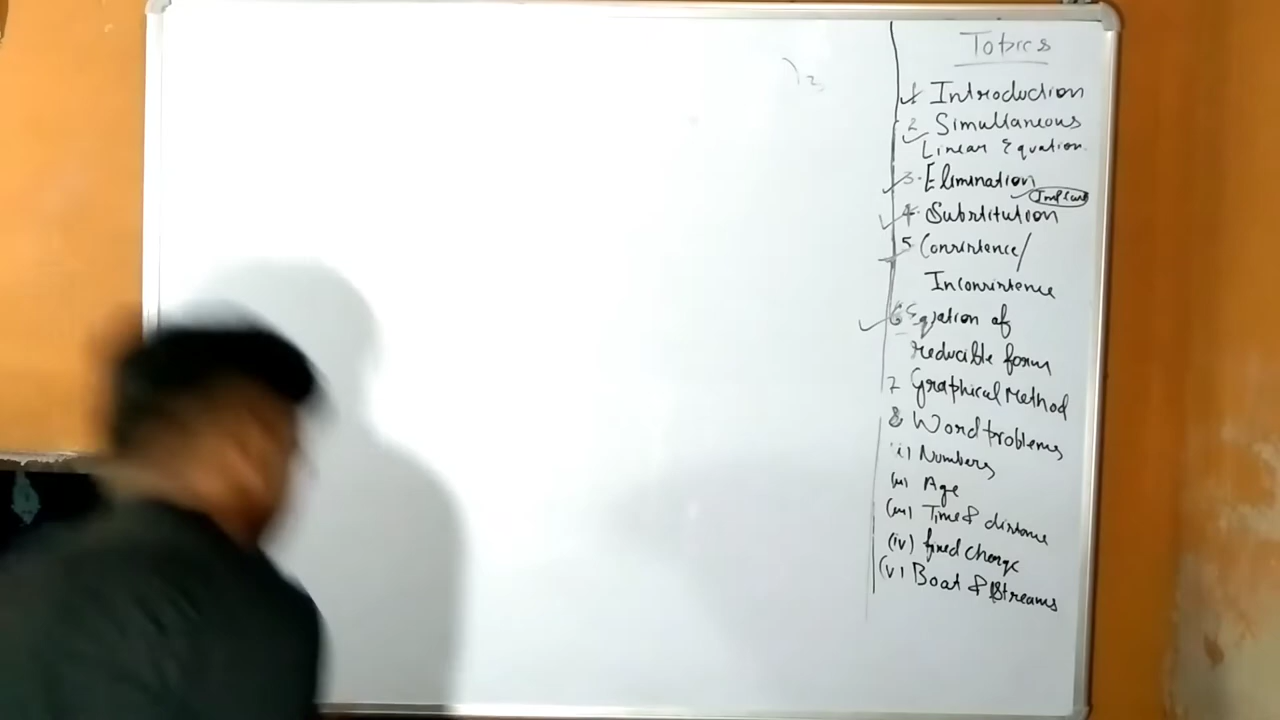 Topics
1 Introduction
2 Simultaneous
Linear Equation.
3. Elimination
4. Substitution
5 Consistence/
Inconsistence
6 Equation of
reducible form
7 Graphical Method
8 Word problems
(i) Numbers
(ii) Age
(iii) Time & distance
(iv) fixed charge
(v) Boat & Streams